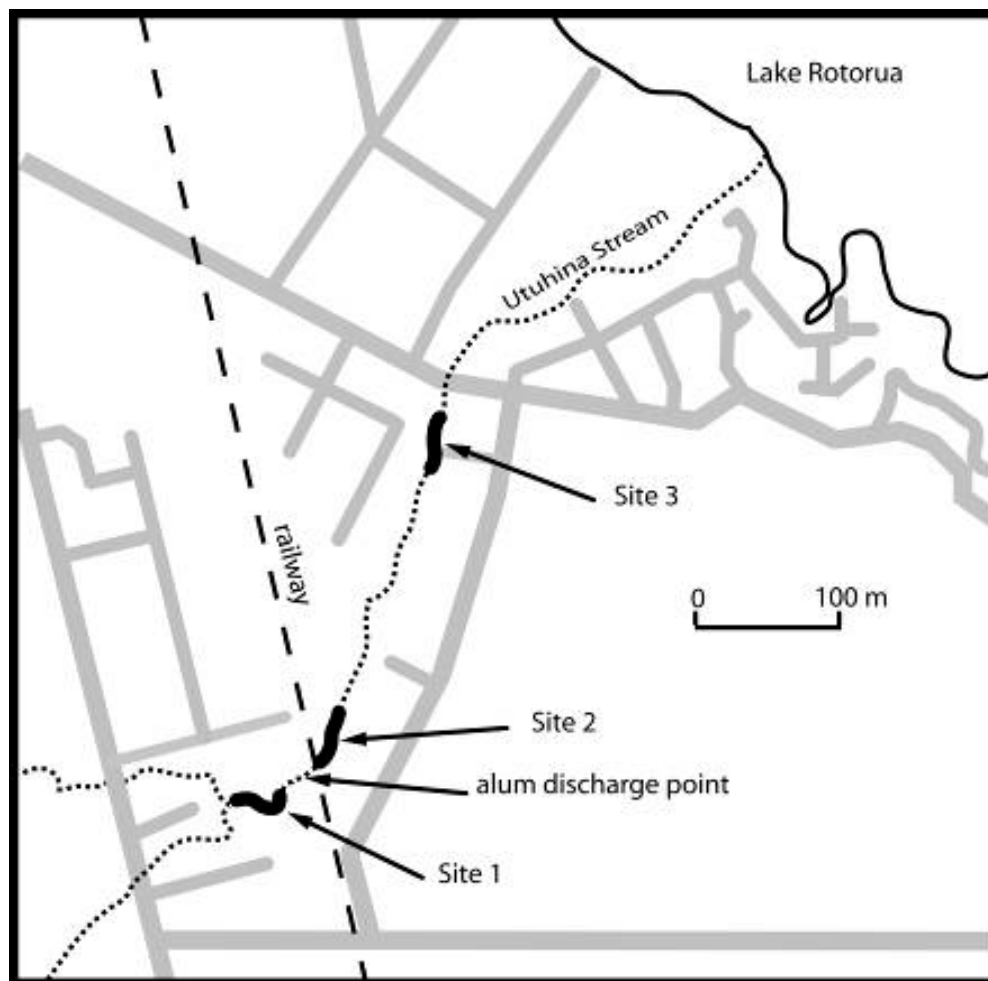 Lake Rotorua
Utuhina Stream
Site 3
railway
0 100 m
Site 2
alum discharge point
Site 1